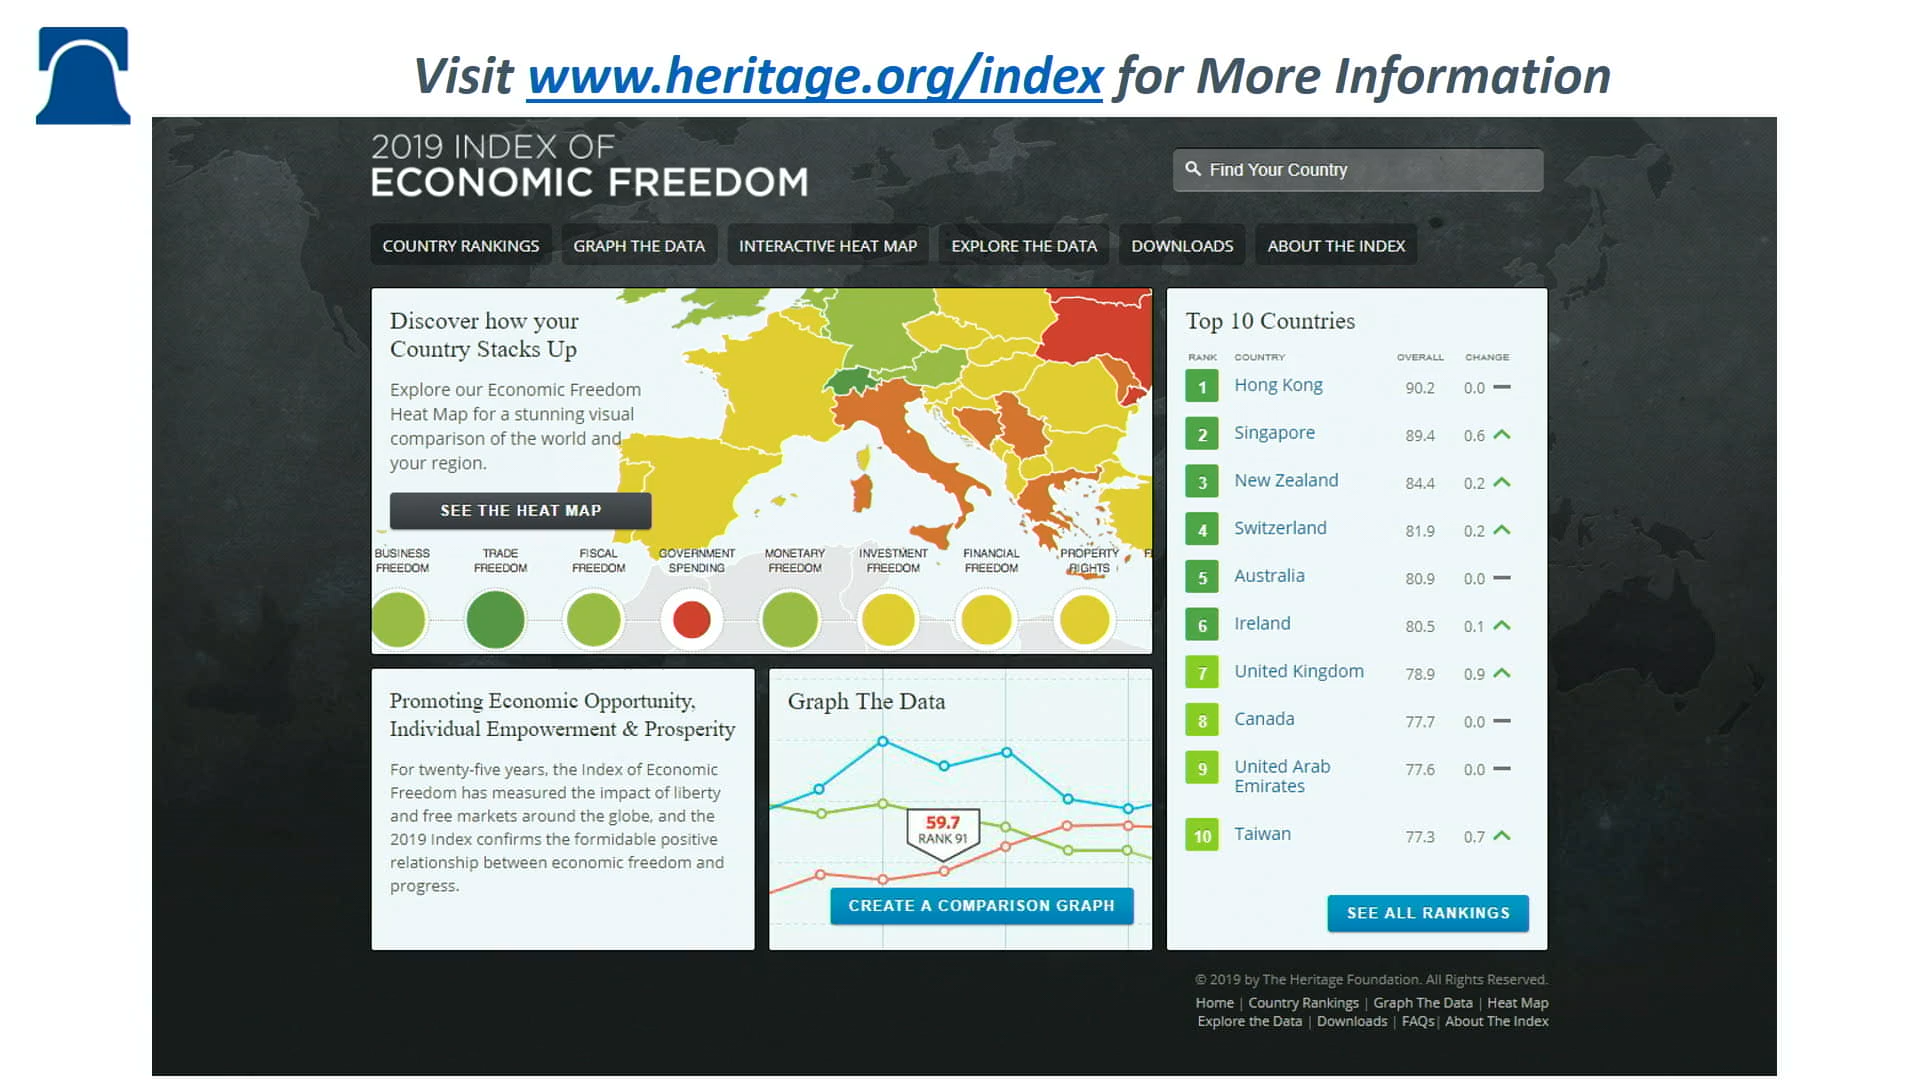 Visit www.heritage.org/index for More Information
2019 INDEX OF
ECONOMIC FREEDOM
Find Your Country
COUNTRY RANKINGS
GRAPH THE DATA
INTERACTIVE HEAT MAP
EXPLORE THE DATA
DOWNLOADS
ABOUT THE INDEX
Discover how your
Country Stacks Up
Explore our Economic Freedom
Heat Map for a stunning visual
comparison of the world and
your region.
SEE THE HEAT MAP
BUSINESS
FREEDOM
TRADE
FREEDOM
FISCAL
FREEDOM
GOVERNMENT
SPENDING
MONETARY
FREEDOM
INVESTMENT
FREEDOM
FINANCIAL
FREEDOM
PROPERTY
RIGHTS
Promoting Economic Opportunity,
Individual Empowerment & Prosperity
For twenty-five years, the Index of Economic
Freedom has measured the impact of liberty
and free markets around the globe, and the
2019 Index confirms the formidable positive
relationship between economic freedom and
progress.
Graph The Data
59.7
RANK 91
CREATE A COMPARISON GRAPH
Top 10 Countries
RANK COUNTRY OVERALL CHANGE
1 Hong Kong 90.2 0.0
2 Singapore 89.4 0.6
3 New Zealand 84.4 0.2
4 Switzerland 81.9 0.2
5 Australia 80.9 0.0
6 Ireland 80.5 0.1
7 United Kingdom 78.9 0.9
8 Canada 77.7 0.0
9 United Arab 77.6 0.0
Emirates
10 Taiwan 77.3 0.7
SEE ALL RANKINGS
© 2019 by The Heritage Foundation. All Rights Reserved.
Home | Country Rankings | Graph The Data | Heat Map
Explore the Data | Downloads | FAQs | About The Index